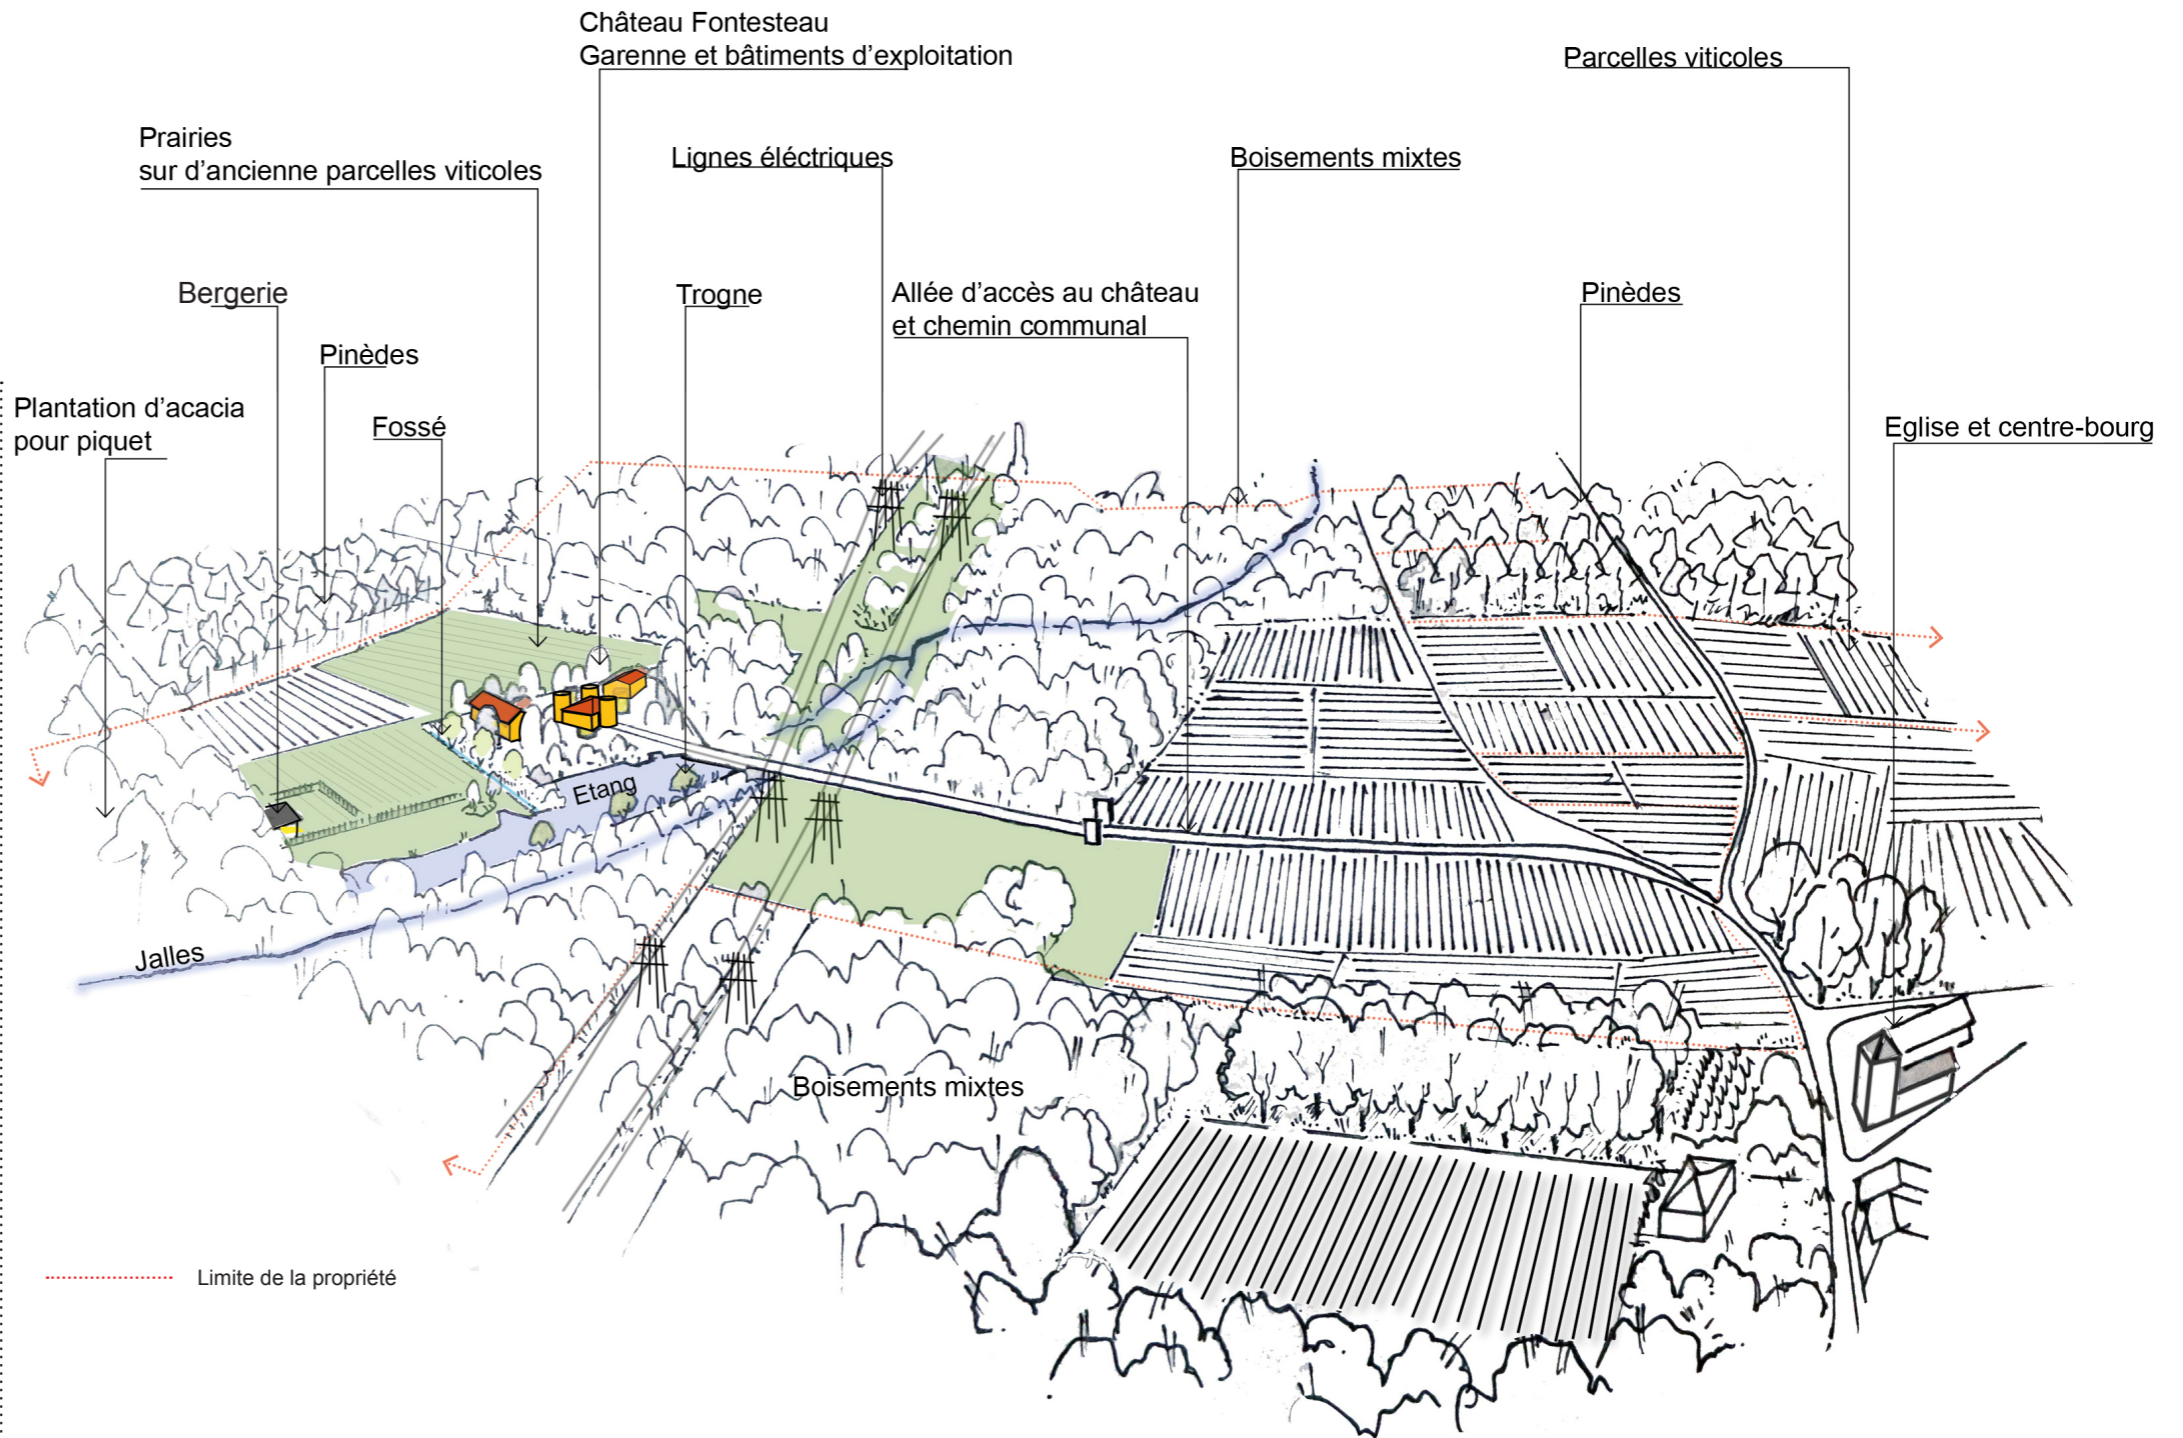 Château Fontesteau
Garenne et bâtiments d’exploitation
Parcelles viticoles
Prairies
sur d’ancienne parcelles viticoles
Lignes éléctriques
Boisements mixtes
Bergerie
Trogne
Allée d’accès au château
et chemin communal
Pinèdes
Pinèdes
Plantation d’acacia
pour piquet
Fossé
Eglise et centre-bourg
Etang
Jalles
Boisements mixtes
Limite de la propriété